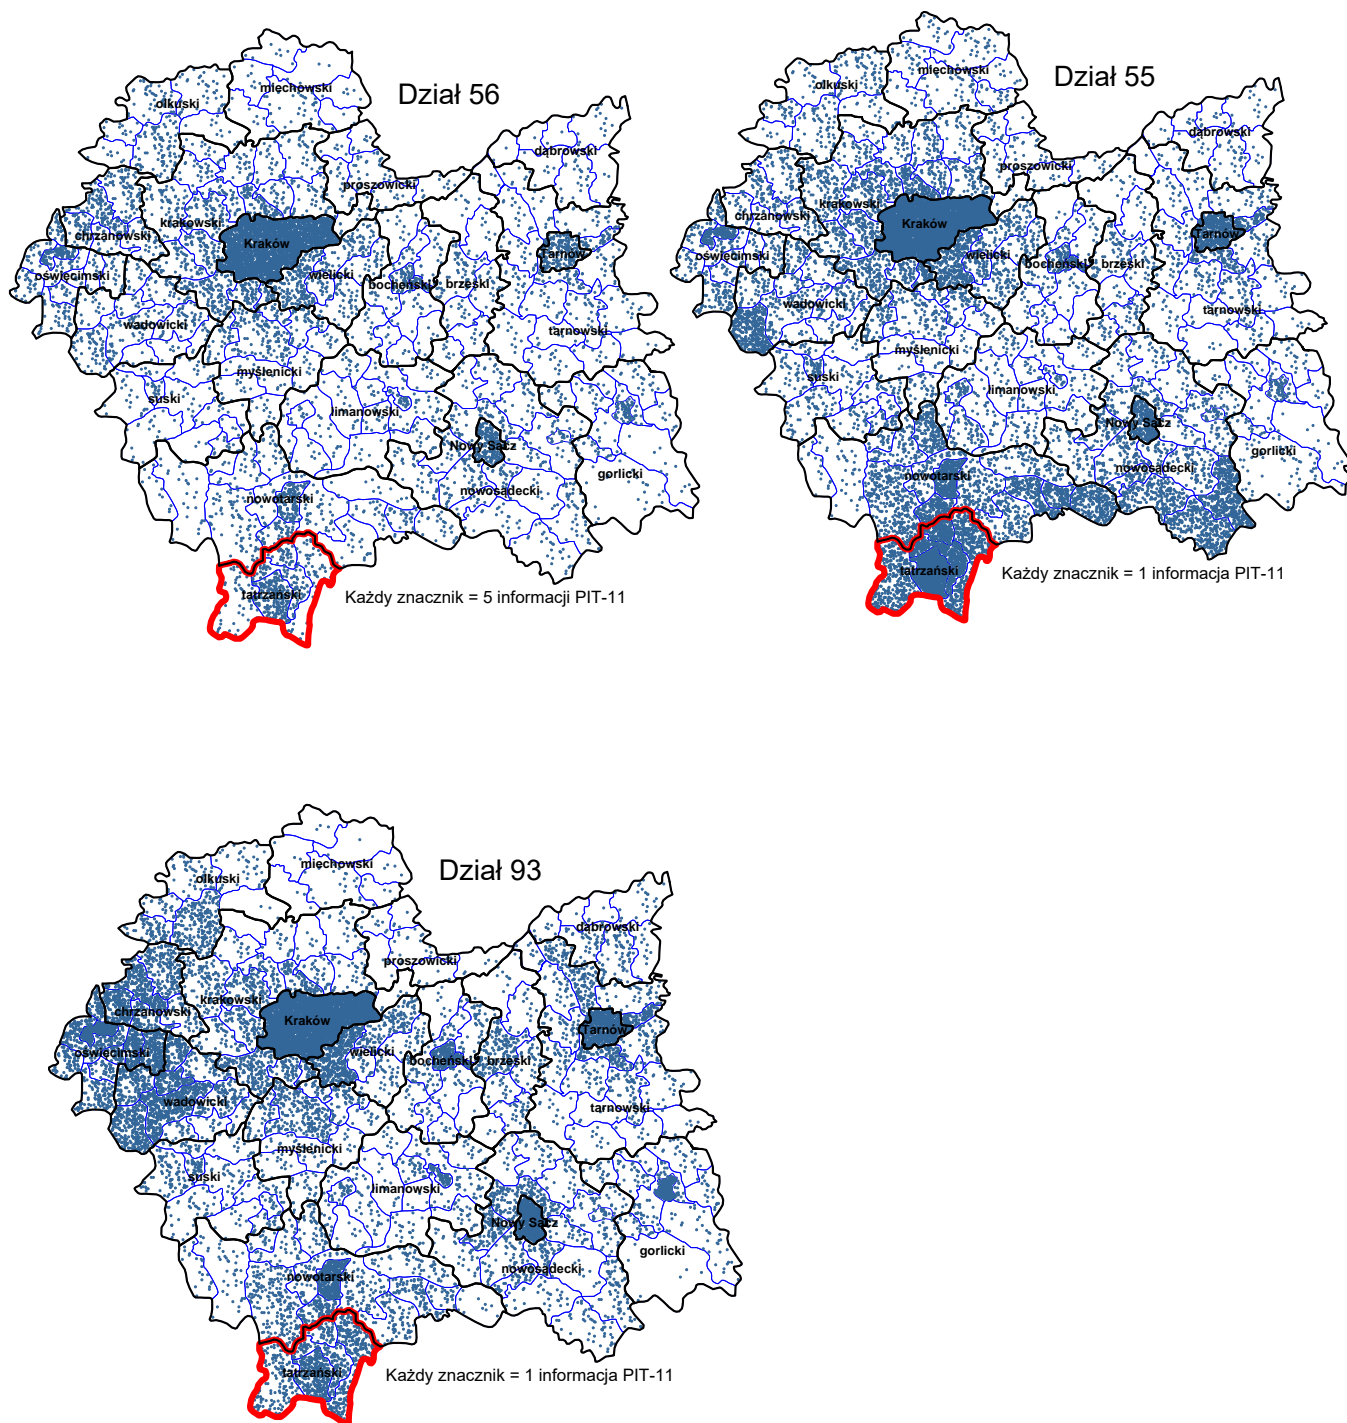 Dział 56
miechowski
olkuski
dąbrowski
proszowicki
krakowski
chrzanowski
Kraków
Tarnów
oświęcimski
wielicki
bocheński
brzeski
wadowicki
tarnowski
myślenicki
suski
limanowski
Nowy Sącz
gorlicki
nowotarski
nowosądecki
tatrzański
Każdy znacznik = 5 informacji PIT-11
Dział 55
miechowski
olkuski
dąbrowski
proszowicki
krakowski
chrzanowski
Kraków
Tarnów
oświęcimski
wielicki
bocheński
brzeski
wadowicki
tarnowski
myślenicki
suski
limanowski
Nowy Sącz
gorlicki
nowotarski
nowosądecki
tatrzański
Każdy znacznik = 1 informacja PIT-11
Dział 93
miechowski
olkuski
dąbrowski
proszowicki
krakowski
chrzanowski
Kraków
Tarnów
oświęcimski
wielicki
bocheński
brzeski
wadowicki
tarnowski
myślenicki
suski
limanowski
Nowy Sącz
gorlicki
nowotarski
nowosądecki
tatrzański
Każdy znacznik = 1 informacja PIT-11